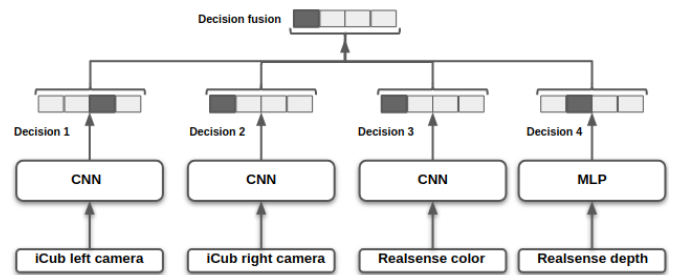 Decision fusion
Decision 1
Decision 2
Decision 3
Decision 4
CNN
CNN
CNN
MLP
iCub left camera
iCub right camera
Realsense color
Realsense depth